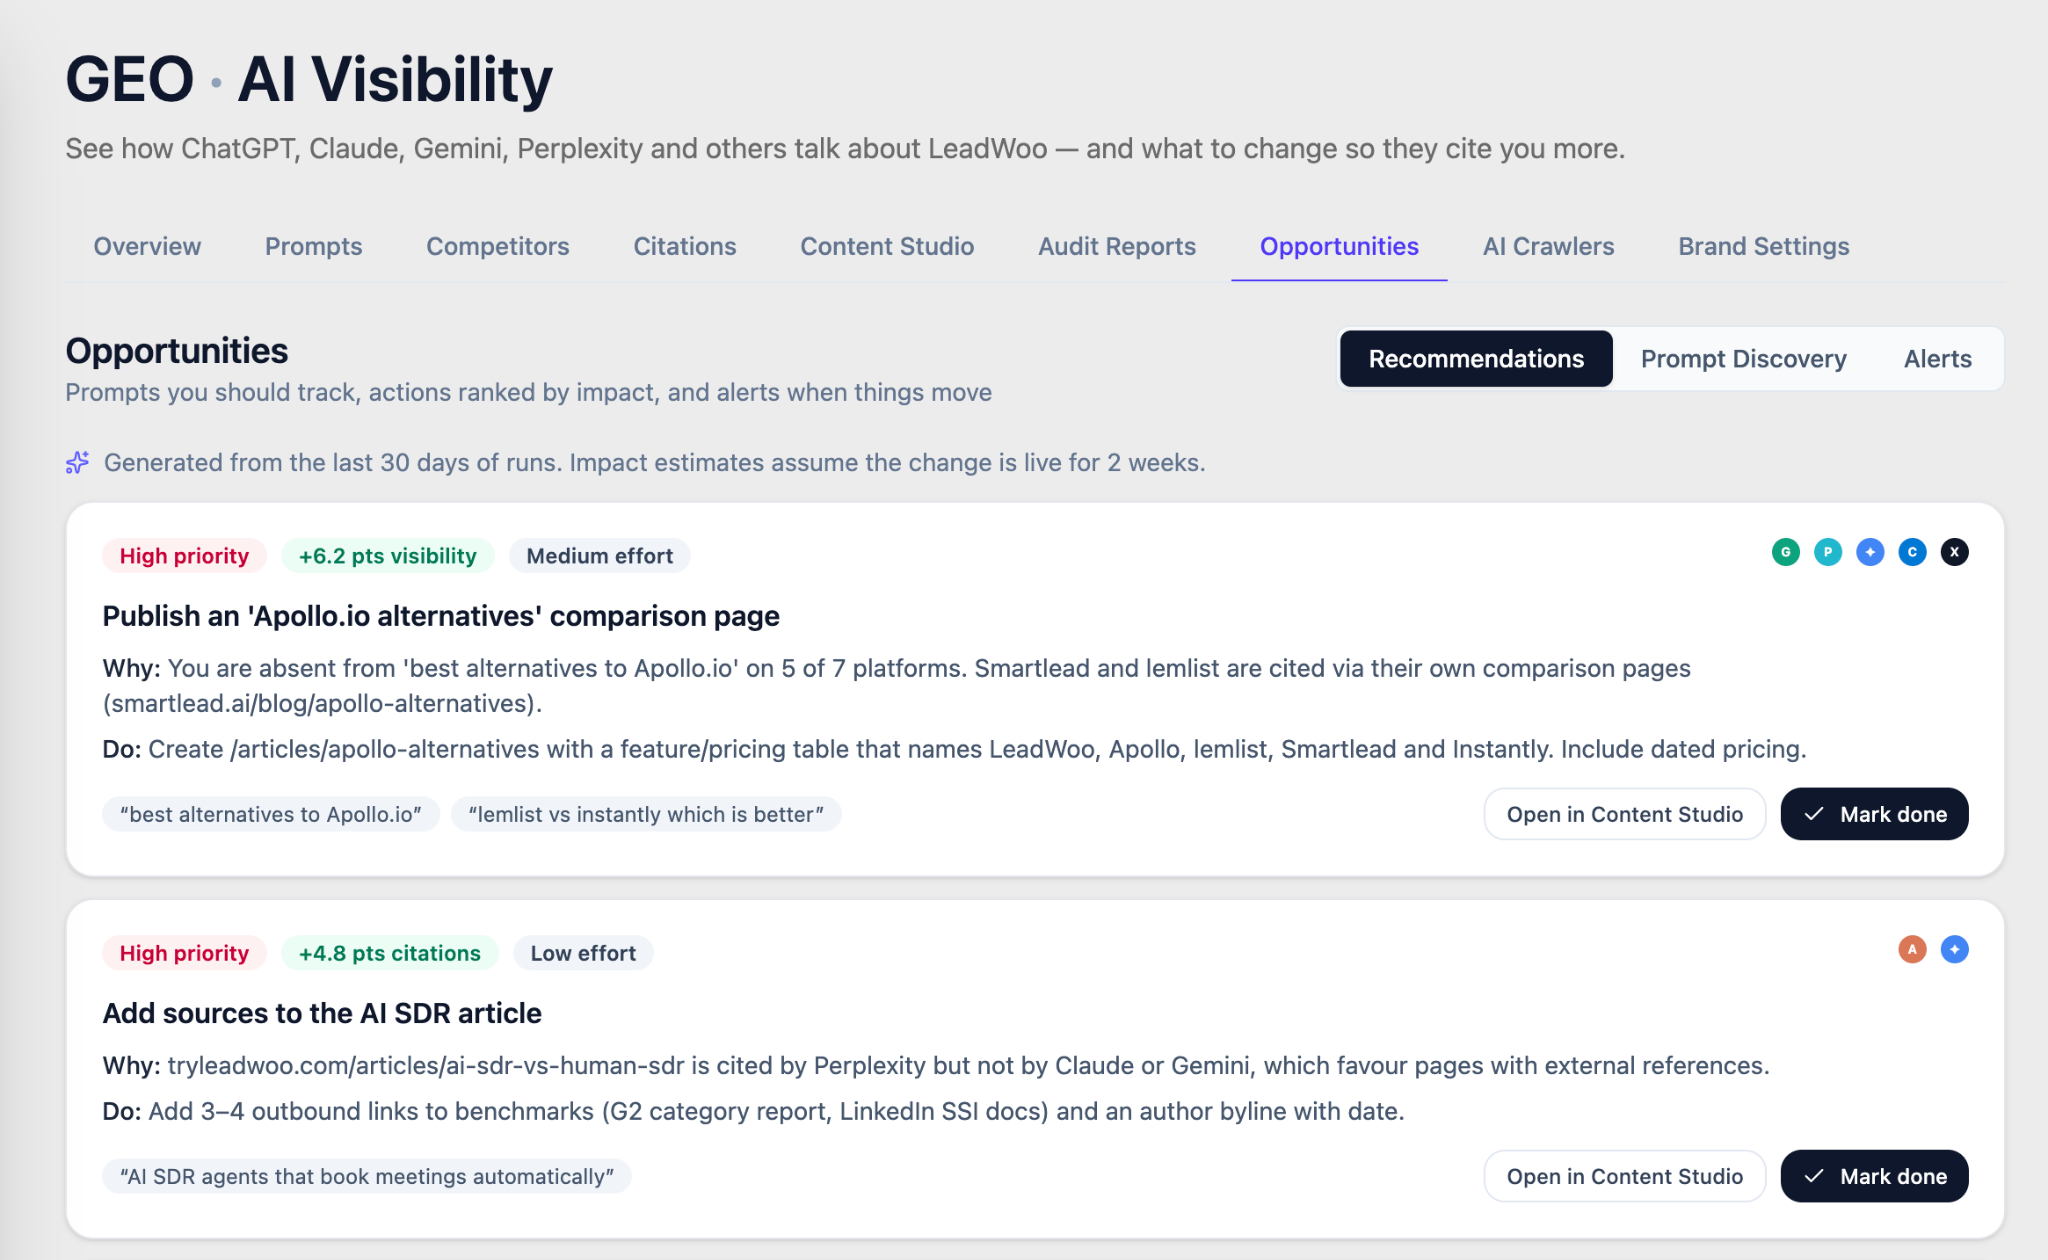 GEO · AI Visibility
See how ChatGPT, Claude, Gemini, Perplexity and others talk about LeadWoo — and what to change so they cite you more.
Overview Prompts Competitors Citations Content Studio Audit Reports Opportunities AI Crawlers Brand Settings
Opportunities
Prompts you should track, actions ranked by impact, and alerts when things move
Recommendations Prompt Discovery Alerts
Generated from the last 30 days of runs. Impact estimates assume the change is live for 2 weeks.
High priority +6.2 pts visibility Medium effort
G P C X
Publish an 'Apollo.io alternatives' comparison page
Why: You are absent from 'best alternatives to Apollo.io' on 5 of 7 platforms. Smartlead and lemlist are cited via their own comparison pages
(smartlead.ai/blog/apollo-alternatives).
Do: Create /articles/apollo-alternatives with a feature/pricing table that names LeadWoo, Apollo, lemlist, Smartlead and Instantly. Include dated pricing.
“best alternatives to Apollo.io” “lemlist vs instantly which is better”
Open in Content Studio Mark done
High priority +4.8 pts citations Low effort
A
Add sources to the AI SDR article
Why: tryleadwoo.com/articles/ai-sdr-vs-human-sdr is cited by Perplexity but not by Claude or Gemini, which favour pages with external references.
Do: Add 3–4 outbound links to benchmarks (G2 category report, LinkedIn SSI docs) and an author byline with date.
“AI SDR agents that book meetings automatically”
Open in Content Studio Mark done